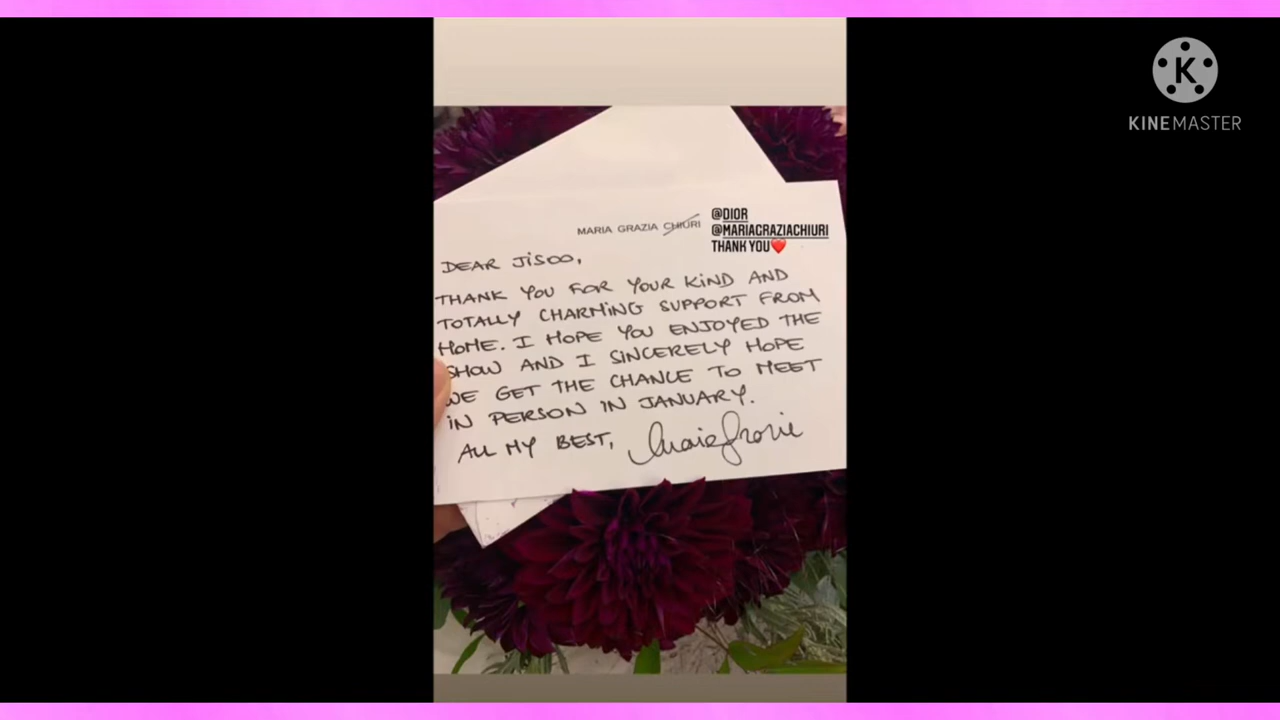 KINEMASTER
MARIA GRAZIA CHIURI
@DIOR
@MARIAGRAZIACHIURI
THANK YOU❤️
DEAR JISOO,
THANK YOU FOR YOUR KIND AND
TOTALLY CHARMING SUPPORT FROM
HOME. I HOPE YOU ENJOYED THE
SHOW AND I SINCERELY HOPE
WE GET THE CHANCE TO MEET
IN PERSON IN JANUARY.
ALL MY BEST,